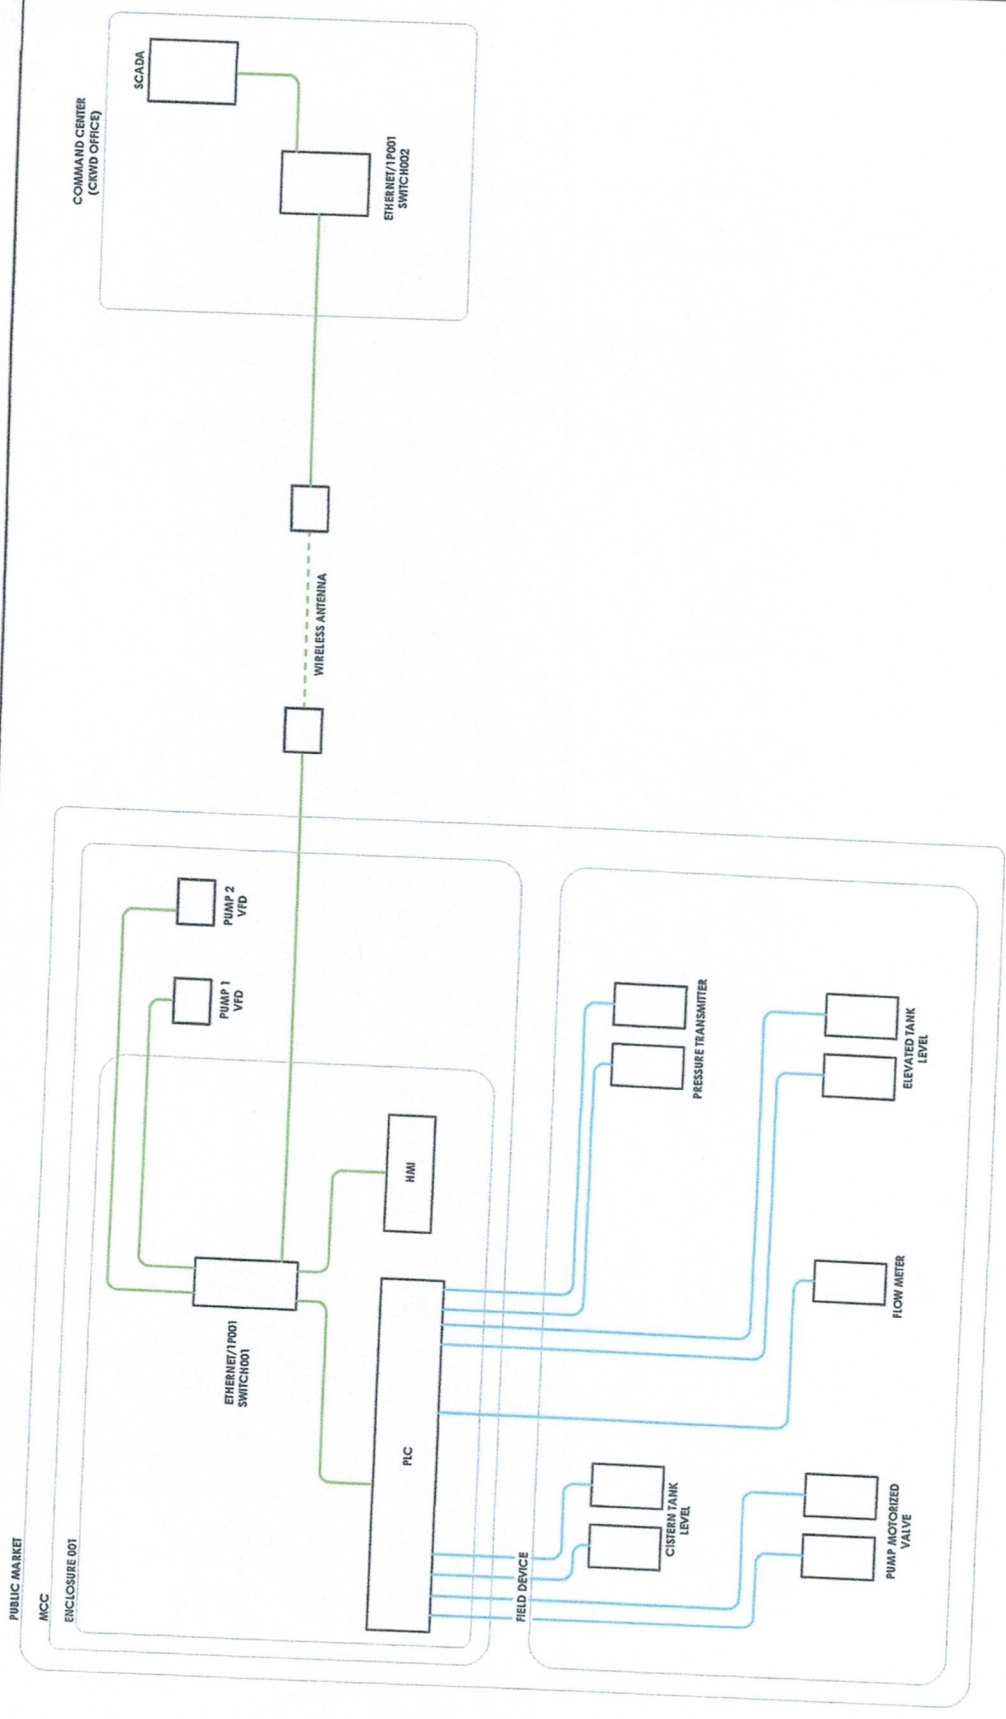 PUBLIC MARKET
MCC
ENCLOSURE 001
ETHERNET/1P001
SWITCH001
PUMP 1
VFD
PUMP 2
VFD
HMI
PLC
WIRELESS ANTENNA
COMMAND CENTER
(CKWD OFFICE)
SCADA
ETHERNET/1P001
SWITCH002
FIELD DEVICE
CISTERN TANK
LEVEL
PRESSURE TRANSMITTER
PUMP MOTORIZED
VALVE
FLOW METER
ELEVATED TANK
LEVEL